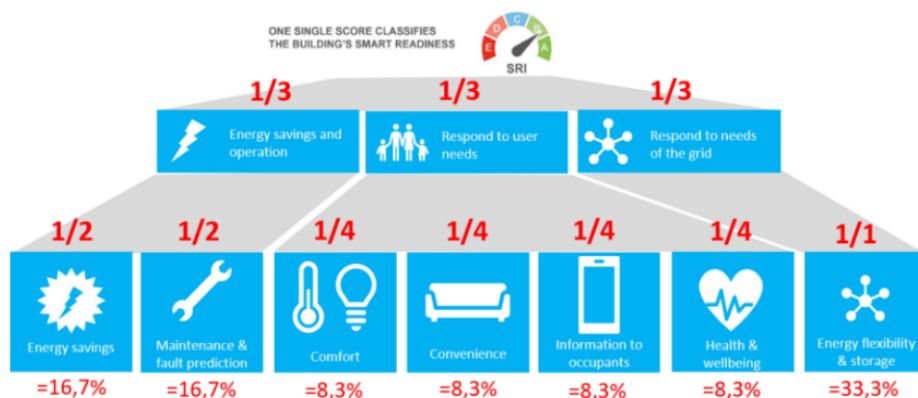 ONE SINGLE SCORE CLASSIFIES
THE BUILDING'S SMART READINESS
E D C B A
SRI
1/3 1/3 1/3
Energy savings and
operation
Respond to user
needs
Respond to needs
of the grid
1/2 1/2 1/4 1/4 1/4 1/4 1/1
Energy savings
Maintenance &
fault prediction
Comfort
Convenience
Information to
occupants
Health &
wellbeing
Energy flexibility
& storage
=16,7% =16,7% =8,3% =8,3% =8,3% =8,3% =33,3%